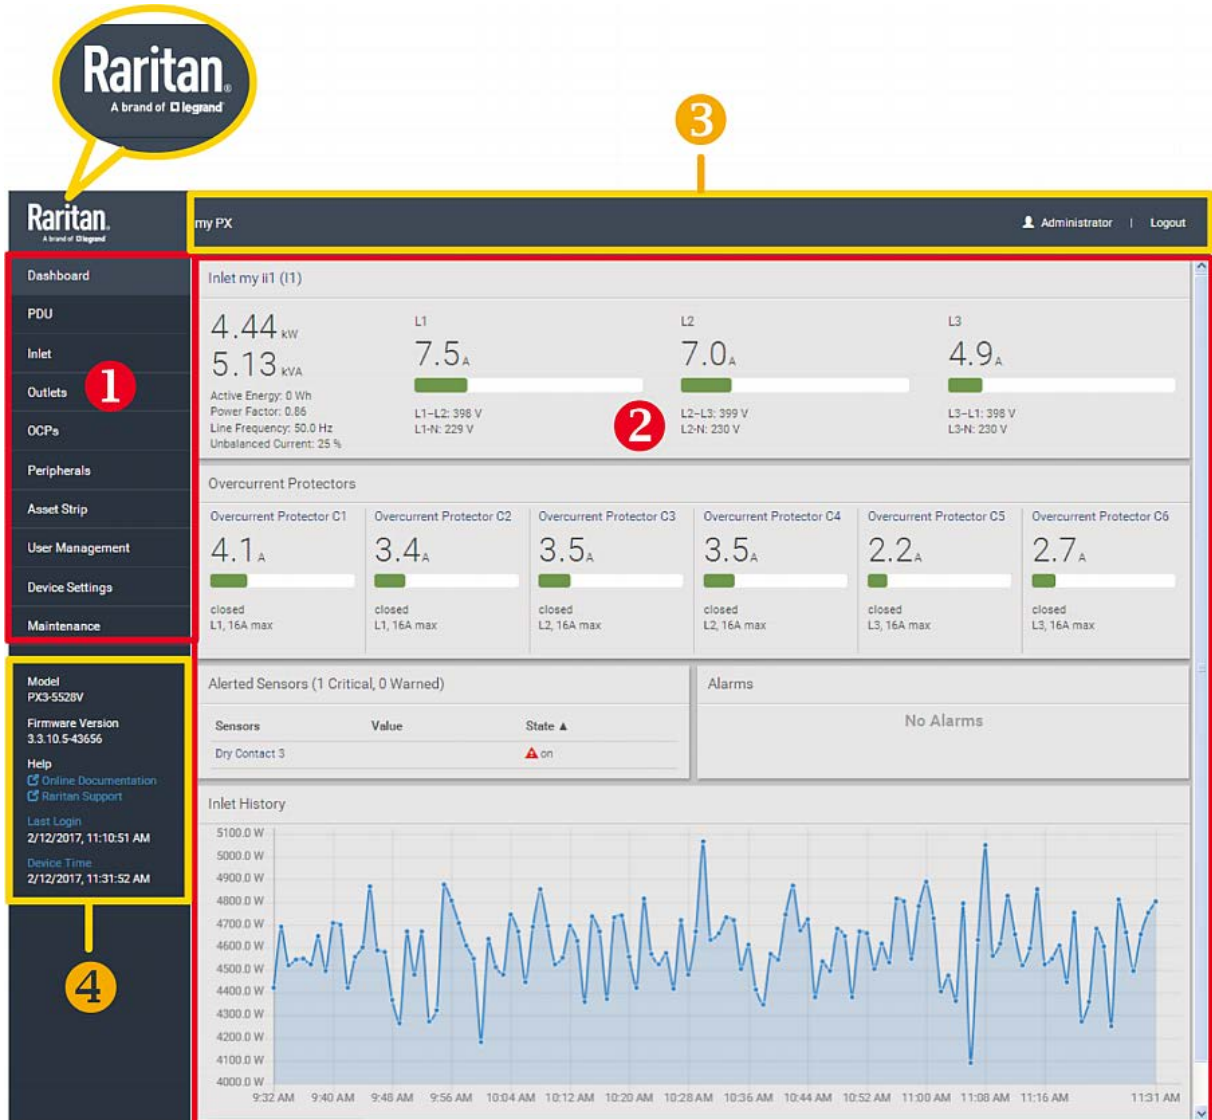 Raritan.
A brand of legrand
3
Raritan.
A brand of legrand
my PX
Administrator | Logout
Dashboard
PDU
Inlet
Outlets
OCPs
Peripherals
Asset Strip
User Management
Device Settings
Maintenance
1
Model
PX3-5528V
Firmware Version
3.3.10.5-43656
Help
Online Documentation
Raritan Support
Last Login
2/12/2017, 11:10:51 AM
Device Time
2/12/2017, 11:31:52 AM
4
Inlet my ii1 (I1)
4.44 kW
5.13 kVA
Active Energy: 0 Wh
Power Factor: 0.86
Line Frequency: 50.0 Hz
Unbalanced Current: 25 %
L1
7.5 A
L1-L2: 398 V
L1-N: 229 V
2
L2
7.0 A
L2-L3: 399 V
L2-N: 230 V
L3
4.9 A
L3-L1: 398 V
L3-N: 230 V
Overcurrent Protectors
Overcurrent Protector C1
4.1 A
closed
L1, 16A max
Overcurrent Protector C2
3.4 A
closed
L1, 16A max
Overcurrent Protector C3
3.5 A
closed
L2, 16A max
Overcurrent Protector C4
3.5 A
closed
L2, 16A max
Overcurrent Protector C5
2.2 A
closed
L3, 16A max
Overcurrent Protector C6
2.7 A
closed
L3, 16A max
Alerted Sensors (1 Critical, 0 Warned)
Sensors Value State ▲
Dry Contact 3 on
Alarms
No Alarms
Inlet History
5100.0 W
5000.0 W
4900.0 W
4800.0 W
4700.0 W
4600.0 W
4500.0 W
4400.0 W
4300.0 W
4200.0 W
4100.0 W
4000.0 W
9:32 AM 9:40 AM 9:48 AM 9:56 AM 10:04 AM 10:12 AM 10:20 AM 10:28 AM 10:36 AM 10:44 AM 10:52 AM 11:00 AM 11:08 AM 11:16 AM 11:31 AM